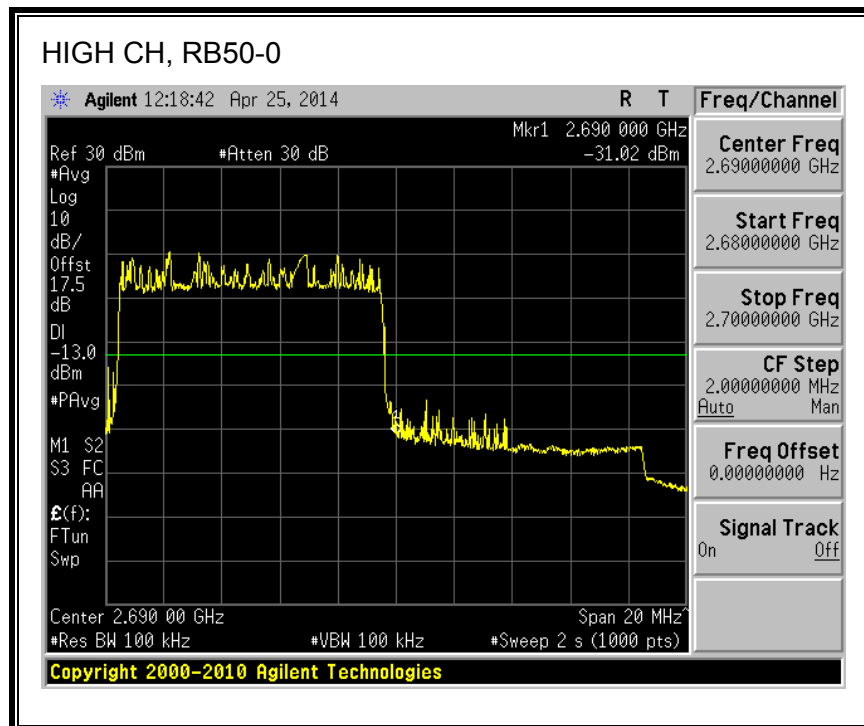 HIGH CH, RB50-0
Agilent 12:18:42 Apr 25, 2014 R T
Mkr1 2.690 000 GHz
Ref 30 dBm #Atten 30 dB -31.02 dBm
#Avg
Log
10
dB/
Offst
17.5
dB
DI
-13.0
dBm
#PAvg
M1 S2
S3 FC
AA
£(f):
FTun
Swp
Center 2.690 00 GHz Span 20 MHz^
#Res BW 100 kHz #VBW 100 kHz #Sweep 2 s (1000 pts)
Copyright 2000-2010 Agilent Technologies
Freq/Channel
Center Freq
2.69000000 GHz
Start Freq
2.68000000 GHz
Stop Freq
2.70000000 GHz
CF Step
2.00000000 MHz
Auto Man
Freq Offset
0.00000000 Hz
Signal Track
On Off